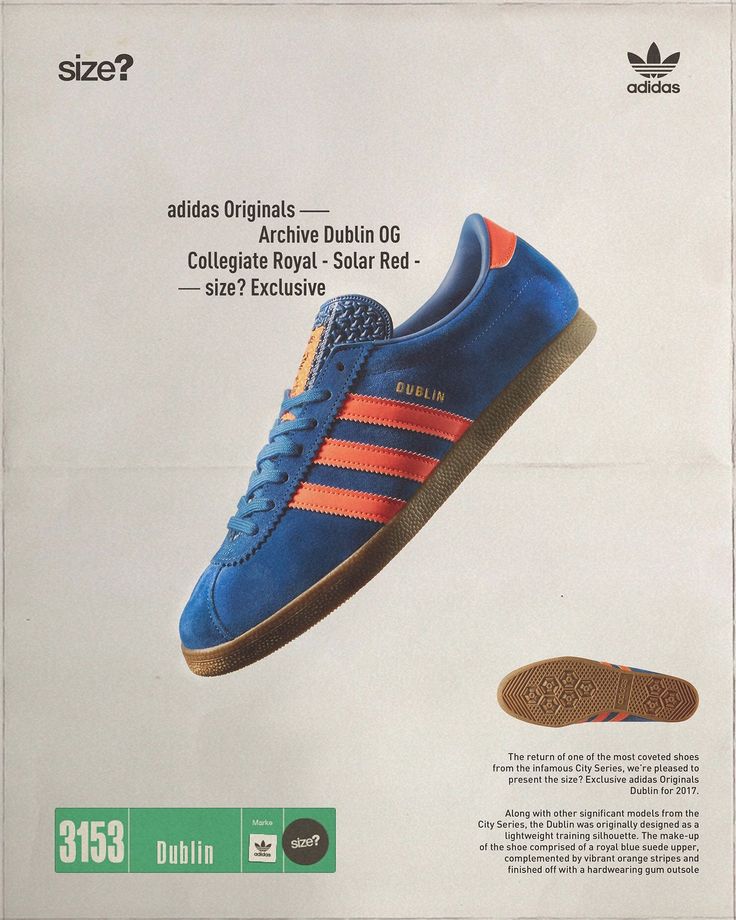 size?
adidas
adidas Originals —
Archive Dublin OG
Collegiate Royal - Solar Red -
— size? Exclusive
DUBLIN
The return of one of the most coveted shoes
from the infamous City Series, we're pleased to
present the size? Exclusive adidas Originals
Dublin for 2017.
Along with other significant models from the
City Series, the Dublin was originally designed as a
lightweight training silhouette. The make-up
of the shoe comprised of a royal blue suede upper,
complemented by vibrant orange stripes and
finished off with a hardwearing gum outsole
3153
Dublin
Marke
adidas
size?